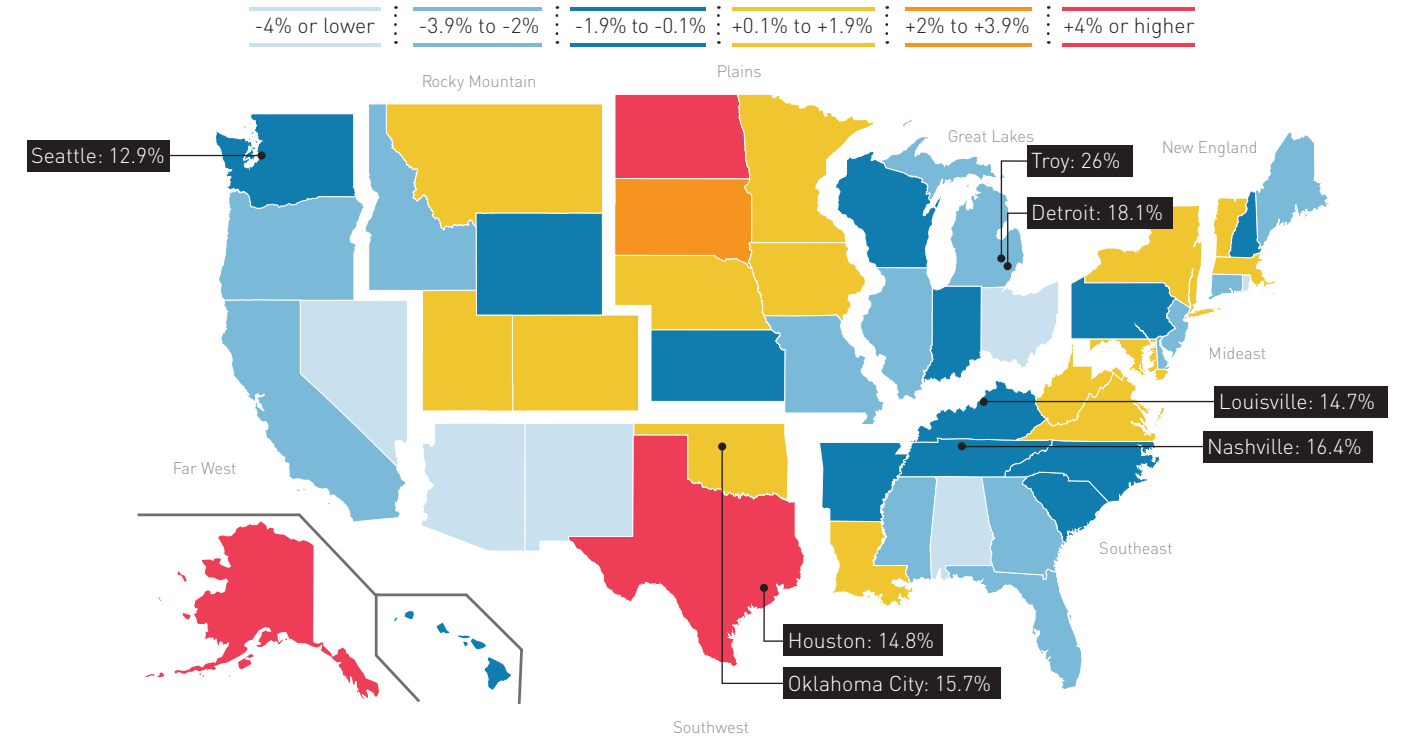 -4% or lower
-3.9% to -2%
-1.9% to -0.1%
+0.1% to +1.9%
+2% to +3.9%
+4% or higher
Plains
Rocky Mountain
Great Lakes
New England
Seattle: 12.9%
Troy: 26%
Detroit: 18.1%
Mideast
Louisville: 14.7%
Nashville: 16.4%
Far West
Southeast
Houston: 14.8%
Oklahoma City: 15.7%
Southwest